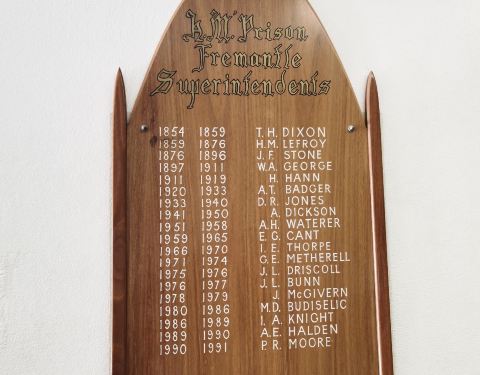 H.M. Prison
Fremantle
Superintendents
1854 1859 T. H. DIXON
1859 1876 H. M. LEFROY
1876 1896 J. F. STONE
1897 1911 W. A. GEORGE
1911 1919 H. HANN
1920 1933 A. T. BADGER
1933 1940 D. R. JONES
1941 1950 A. DICKSON
1951 1958 A. H. WATERER
1959 1965 E. G. CANT
1966 1970 I. E. THORPE
1971 1974 G. E. METHERELL
1975 1976 J. L. DRISCOLL
1976 1977 J. L. BUNN
1978 1979 J. McGIVERN
1980 1986 M. D. BUDISELIC
1986 1989 I. A. KNIGHT
1989 1990 A. E. HALDEN
1990 1991 P. R. MOORE